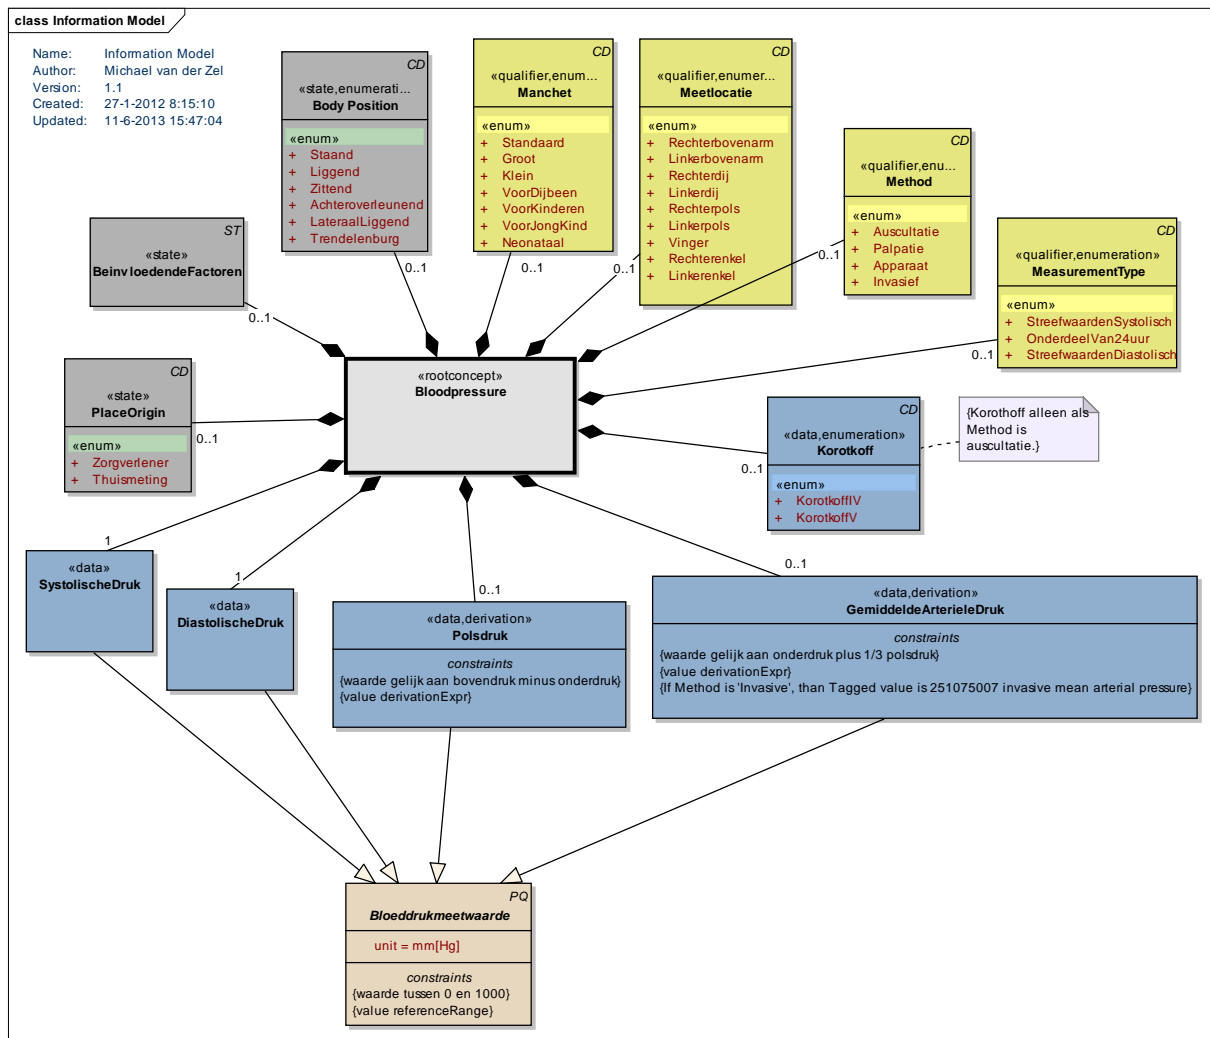 class Information Model
Name: Information Model
Author: Michael van der Zel
Version: 1.1
Created: 27-1-2012 8:15:10
Updated: 11-6-2013 15:47:04
CD
«state,enumerati...
Body Position
«enum»
+ Staand
+ Liggend
+ Zittend
+ Achteroverleunend
+ LateraalLiggend
+ Trendelenburg
0..1
CD
«qualifier,enum...
Manchet
«enum»
+ Standaard
+ Groot
+ Klein
+ VoorDijbeen
+ VoorKinderen
+ VoorJongKind
+ Neonataal
0..1
CD
«qualifier,enumer...
Meetlocatie
«enum»
+ Rechterbovenarm
+ Linkerbovenarm
+ Rechterdij
+ Linkerdij
+ Rechterpols
+ Linkerpols
+ Vinger
+ Rechterenkel
+ Linkerenkel
0..1
CD
«qualifier,enu...
Method
«enum»
+ Auscultatie
+ Palpatie
+ Apparaat
+ Invasief
0..1
CD
«qualifier,enumeration»
MeasurementType
«enum»
+ StreefwaardenSystolisch
+ OnderdeelVan24uur
+ StreefwaardenDiastolisch
0..1
ST
«state»
BeinvloedendeFactoren
0..1
CD
«state»
PlaceOrigin
«enum»
+ Zorgverlener
+ Thuismeting
0..1
«rootconcept»
Bloodpressure
CD
«data,enumeration»
Korotkoff
«enum»
+ KorotkoffIV
+ KorotkoffV
0..1
{Korothoff alleen als
Method is
auscultatie.}
1
«data»
SystolischeDruk
1
«data»
DiastolischeDruk
0..1
«data,derivation»
Polsdruk
constraints
{waarde gelijk aan bovendruk minus onderdruk}
{value derivationExpr}
0..1
«data,derivation»
GemiddeldeArterieleDruk
constraints
{waarde gelijk aan onderdruk plus 1/3 polsdruk}
{value derivationExpr}
{If Method is 'Invasive', than Tagged value is 251075007 invasive mean arterial pressure}
PQ
Bloeddrukmeetwaarde
unit = mm[Hg]
constraints
{waarde tussen 0 en 1000}
{value referenceRange}